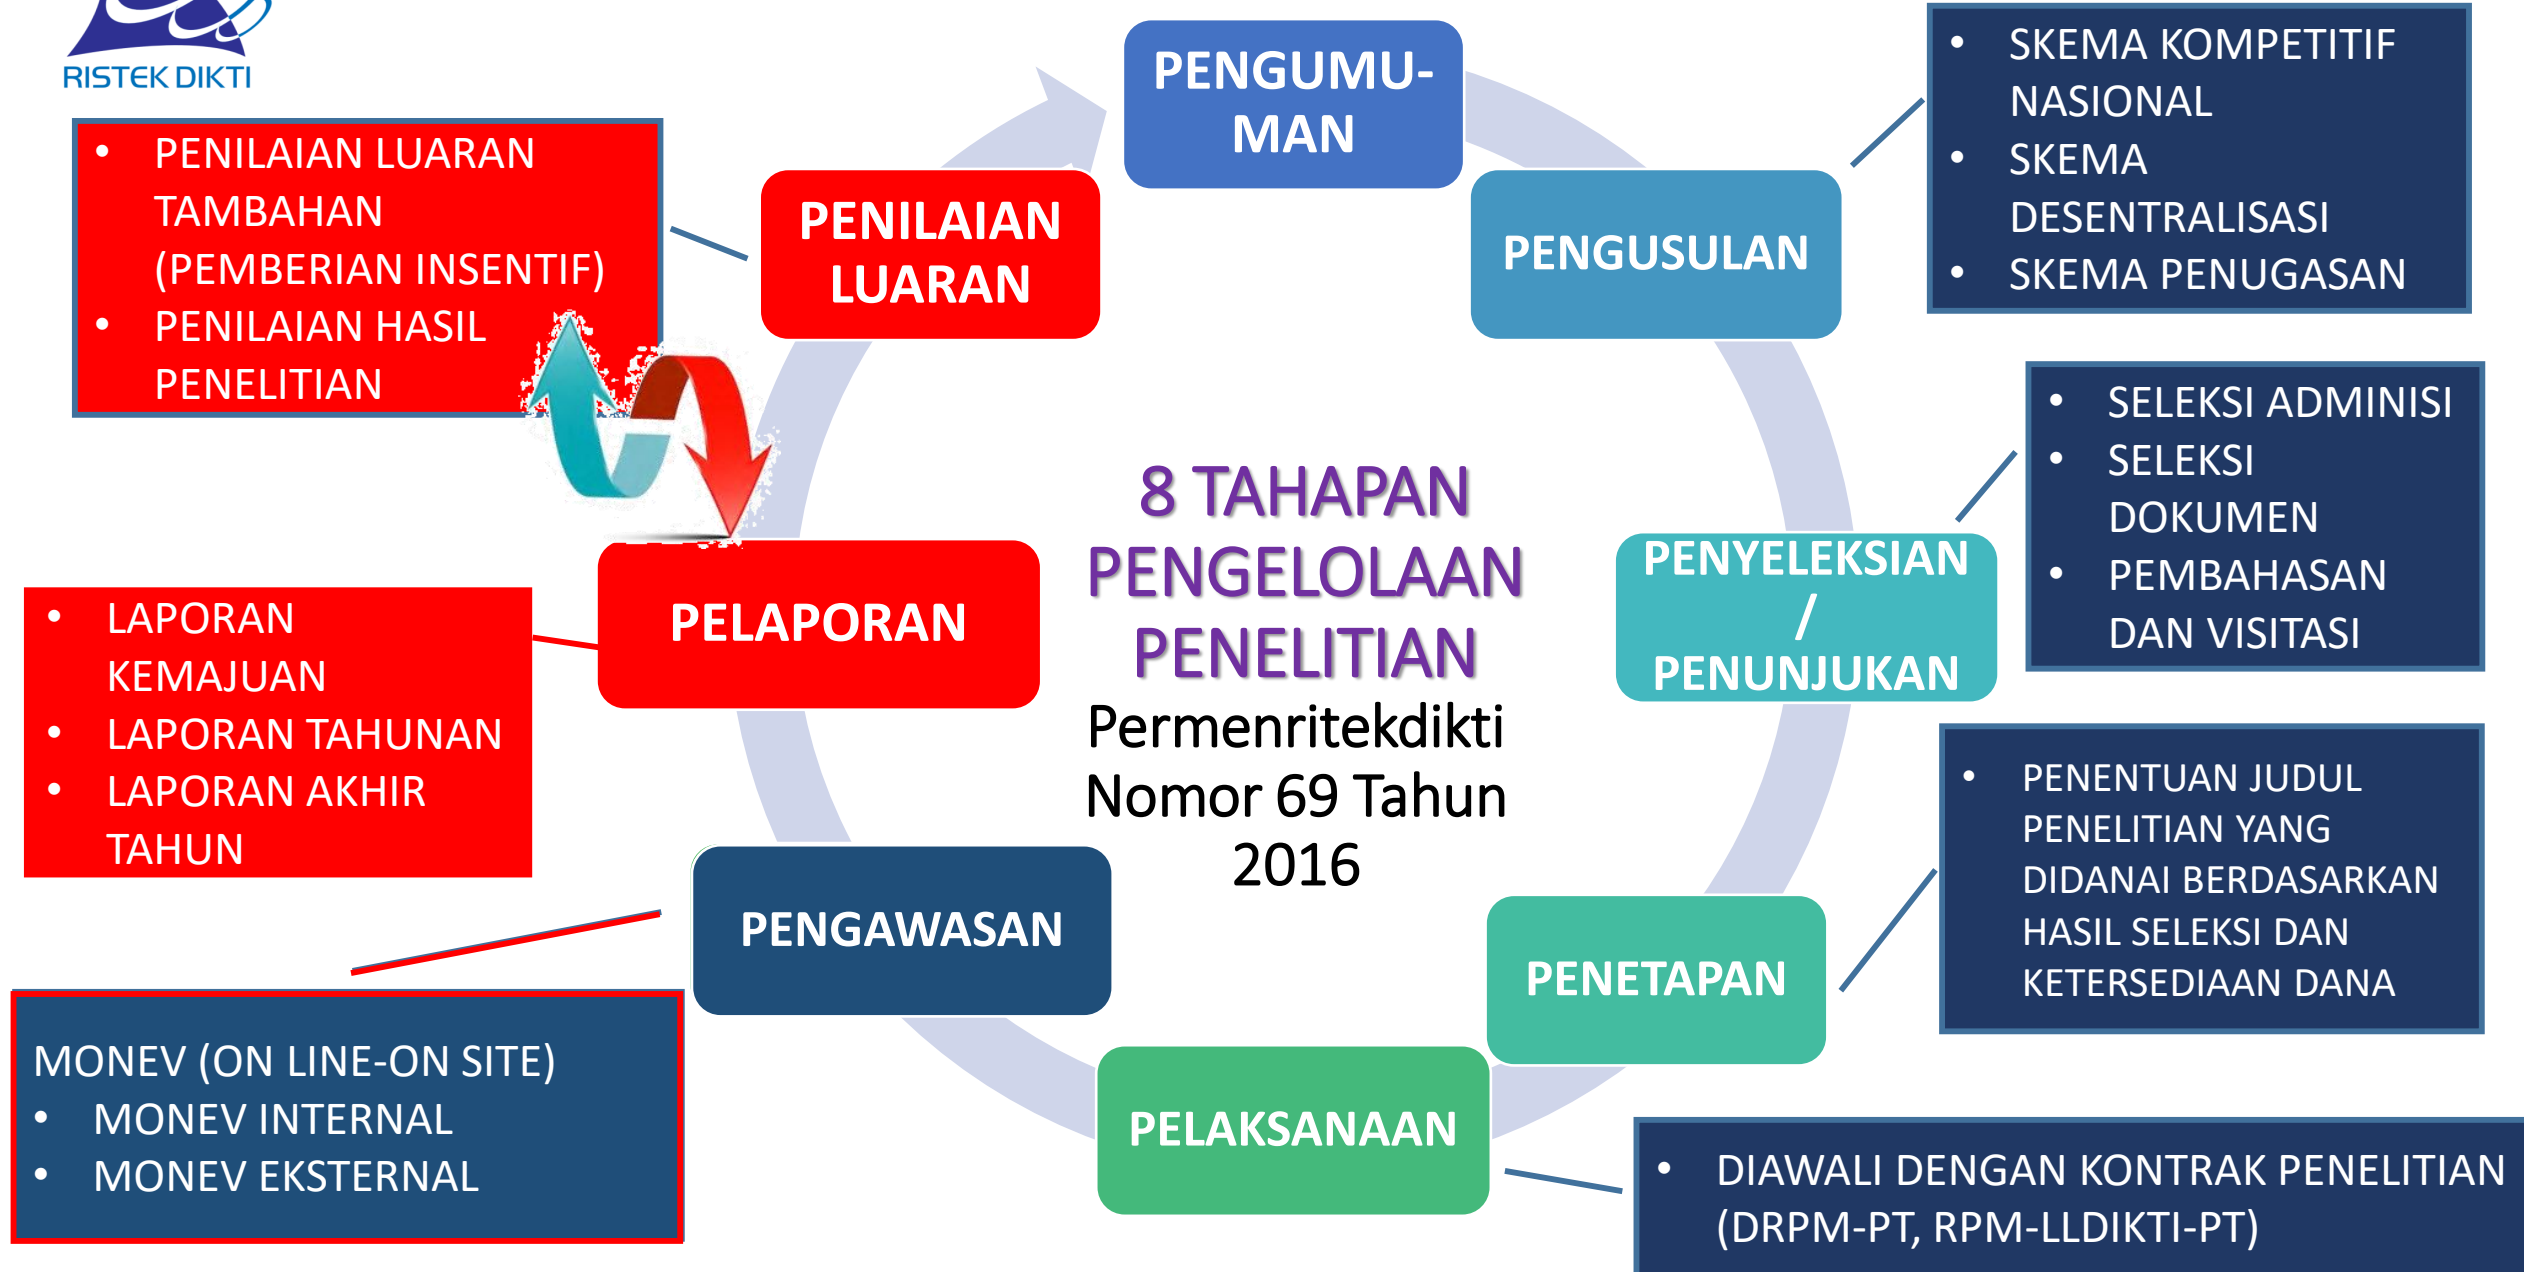 RISTEK DIKTI
PENGUMU-
MAN
• SKEMA KOMPETITIF
NASIONAL
• SKEMA
DESENTRALISASI
• SKEMA PENUGASAN
• PENILAIAN LUARAN
TAMBAHAN
(PEMBERIAN INSENTIF)
• PENILAIAN HASIL
PENELITIAN
PENILAIAN
LUARAN
PENGUSULAN
• SELEKSI ADMINISI
• SELEKSI
DOKUMEN
• PEMBAHASAN
DAN VISITASI
8 TAHAPAN
PENGELOLAAN
PENELITIAN
Permenritekdikti
Nomor 69 Tahun
2016
PENYELEKSIAN
/
PENUNJUKAN
PELAPORAN
• LAPORAN
KEMAJUAN
• LAPORAN TAHUNAN
• LAPORAN AKHIR
TAHUN
• PENENTUAN JUDUL
PENELITIAN YANG
DIDANAI BERDASARKAN
HASIL SELEKSI DAN
KETERSEDIAAN DANA
PENGAWASAN
PENETAPAN
MONEV (ON LINE-ON SITE)
• MONEV INTERNAL
• MONEV EKSTERNAL
PELAKSANAAN
• DIAWALI DENGAN KONTRAK PENELITIAN
(DRPM-PT, RPM-LLDIKTI-PT)